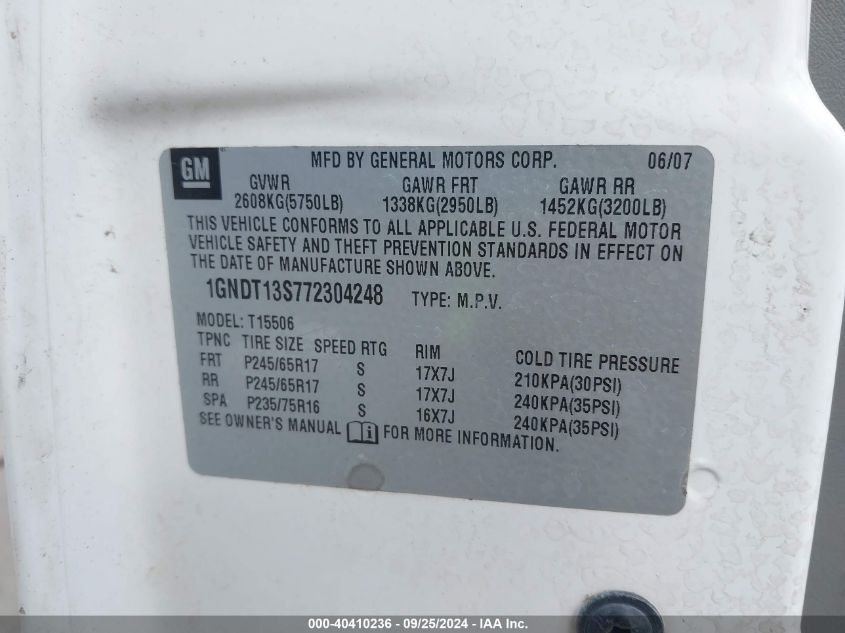 GM
MFD BY GENERAL MOTORS CORP. 06/07
GVWR GAWR FRT GAWR RR
2608KG(5750LB) 1338KG(2950LB) 1452KG(3200LB)
THIS VEHICLE CONFORMS TO ALL APPLICABLE U.S. FEDERAL MOTOR
VEHICLE SAFETY AND THEFT PREVENTION STANDARDS IN EFFECT ON
THE DATE OF MANUFACTURE SHOWN ABOVE.
1GNDT13S772304248 TYPE: M.P.V.
MODEL: T15506
TPNC TIRE SIZE SPEED RTG RIM COLD TIRE PRESSURE
FRT P245/65R17 S 17X7J 210KPA(30PSI)
RR P245/65R17 S 17X7J 240KPA(35PSI)
SPA P235/75R16 S 16X7J 240KPA(35PSI)
SEE OWNER'S MANUAL i FOR MORE INFORMATION.
000-40410236 - 09/25/2024 - IAA Inc.